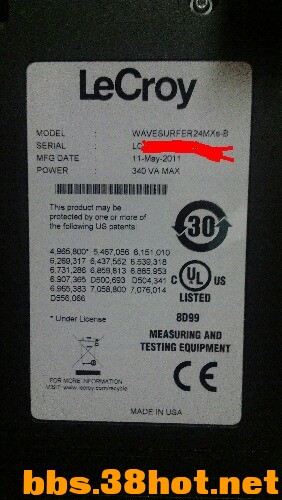 LeCroy
MODEL : WAVESURFER24MXs-B
SERIAL : LC
MFG DATE : 11-May-2011
POWER : 340 VA MAX
This product may be
protected by one or more of
the following US patents:
4,965,800* 5,467,056 6,151,010
6,269,317 6,437,552 6,539,318
6,731,286 6,859,813 6,885,953
6,907,365 D500,693 D504,341
6,965,383 7,058,800 7,076,014
D556,066
* Under License
30
C UL US
LISTED
8D99
MEASURING AND
TESTING EQUIPMENT
FOR MORE INFORMATION
VISIT: www.lecroy.com/recycle
CE
MADE IN USA
bbs.38hot.net